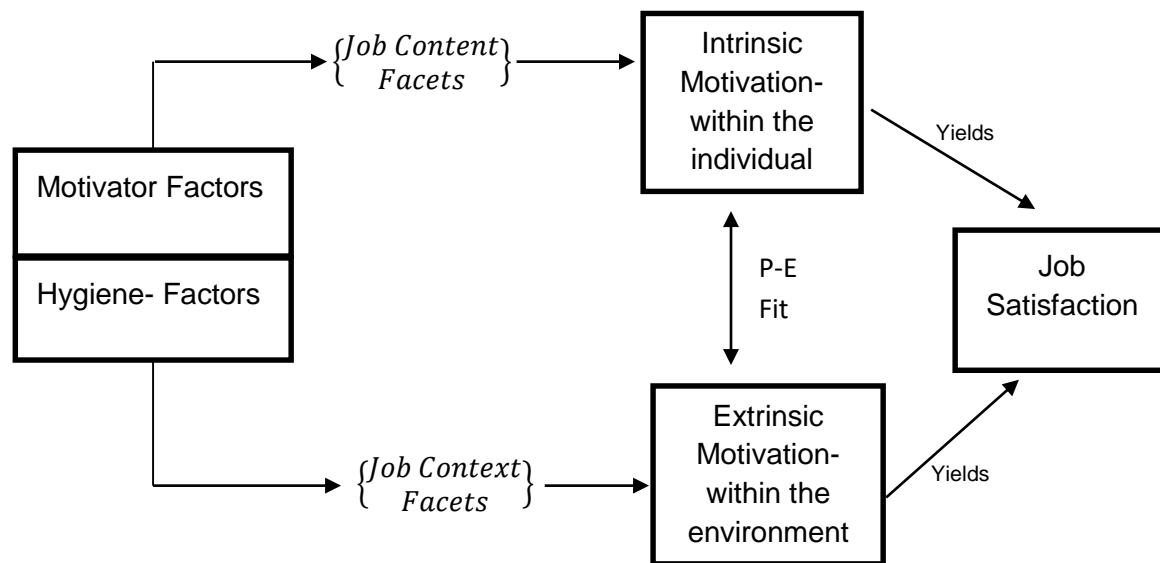 Job Content
Facets
Intrinsic
Motivation-
within the
individual
Yields
Motivator Factors
Hygiene- Factors
P-E
Fit
Job
Satisfaction
Job Context
Facets
Extrinsic
Motivation-
within the
environment
Yields